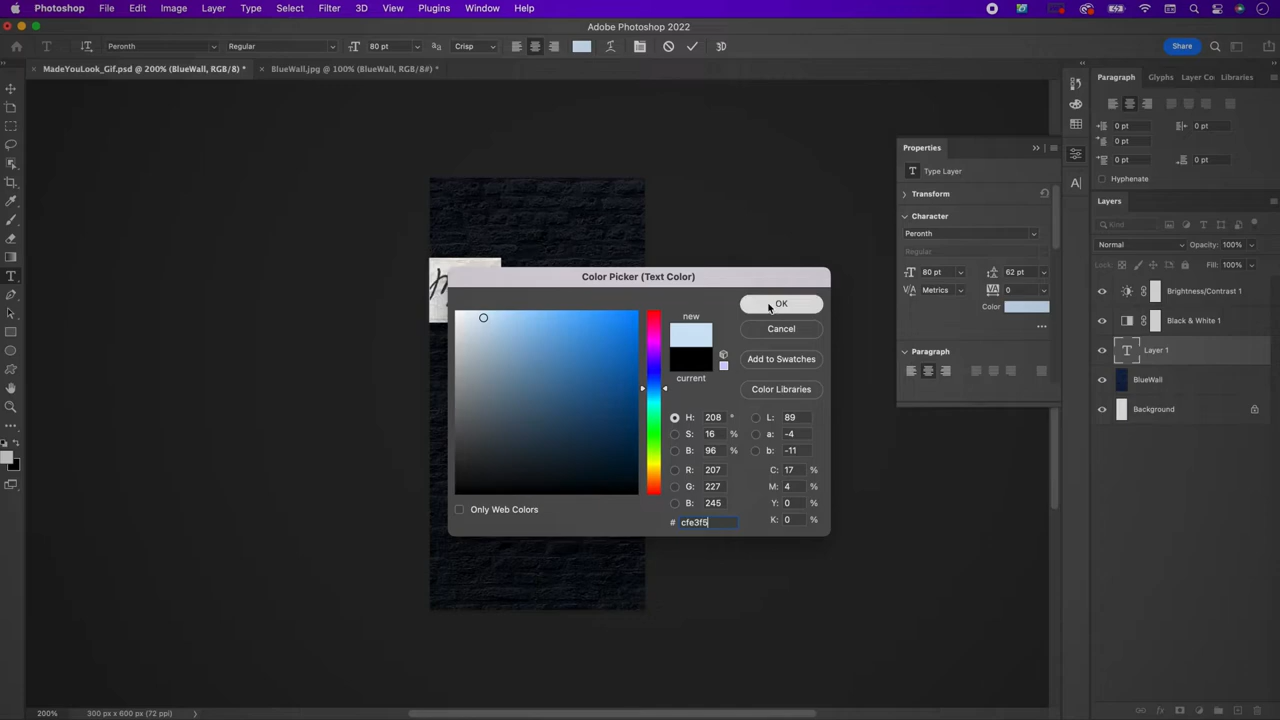 Photoshop File Edit Image Layer Type Select Filter 3D View Plugins Window Help
Adobe Photoshop 2022
Peronth Regular 80 pt Crisp 3D Share
MadeYouLook_Gif.psd @ 200% (BlueWall, RGB/8) * BlueWall.jpg @ 100% (BlueWall, RGB/8#) *
Paragraph Glyphs Layer Co Libraries
0 pt 0 pt
0 pt
0 pt 0 pt
Hyphenate
Properties
Type Layer
Transform
Character
Peronth
Regular
80 pt 62 pt
Metrics 0
Color
Paragraph
Layers
Kind
Normal Opacity: 100%
Lock: Fill: 100%
Brightness/Contrast 1
Black & White 1
Layer 1
BlueWall
Background
Color Picker (Text Color)
OK
new
Cancel
Add to Swatches
current
Color Libraries
H: 208 ° L: 89
S: 16 % a: -4
B: 96 % b: -11
R: 207 C: 17 %
G: 227 M: 4 %
B: 245 Y: 0 %
# cfe3f5 K: 0 %
Only Web Colors
200% 300 px x 600 px (72 ppi)